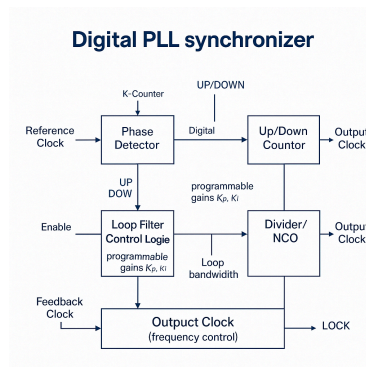 Digital PLL synchronizer
UP/DOWN
K-Counter
Reference
Clock
Phase
Detector
Digital
Up/Down
Countor
Output
Clock
UP
DOW
programmable
gains Kp, Ki
Enable
Loop Filter
Control Logie
programmable
gains Kp, Ki
Loop
bandwidith
Divider/
NCO
Output
Clock
Feedback
Clock
Outpuct Clock
(frequency control)
LOCK